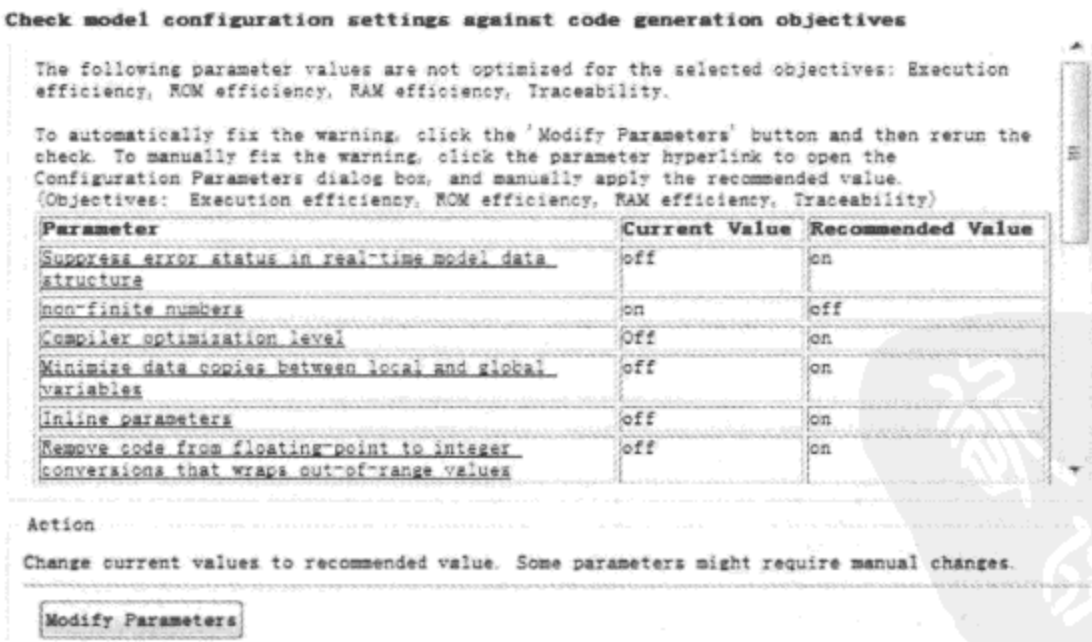 Check model configuration settings against code generation objectives
The following parameter values are not optimized for the selected objectives: Execution
efficiency, ROM efficiency, RAM efficiency, Traceability.
To automatically fix the warning, click the 'Modify Parameters' button and then rerun the
check. To manually fix the warning, click the parameter hyperlink to open the
Configuration Parameters dialog box, and manually apply the recommended value.
(Objectives: Execution efficiency, ROM efficiency, RAM efficiency, Traceability)
Parameter Current Value Recommended Value
Suppress error status in real-time model data off on
structure
non-finite numbers on off
Compiler optimization level Off on
Minimize data copies between local and global off on
variables
Inline parameters off on
Remove code from floating-point to integer off on
conversions that wraps out-of-range values
Action
Change current values to recommended value. Some parameters might require manual changes.
Modify Parameters